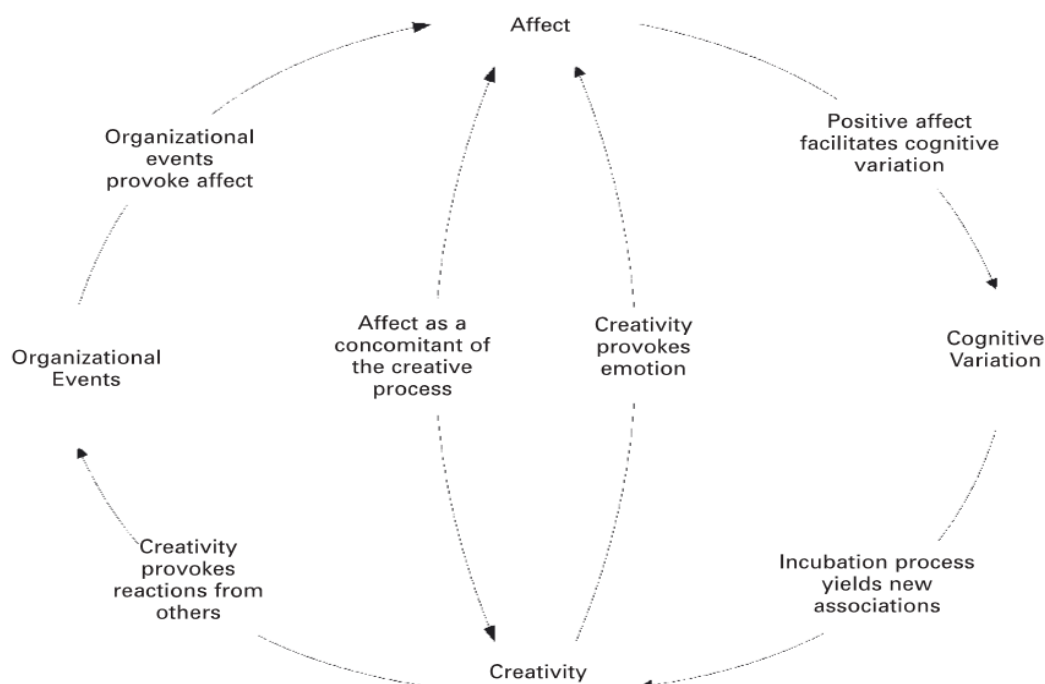 Affect
Organizational
events
provoke affect
Positive affect
facilitates cognitive
variation
Organizational
Events
Affect as a
concomitant of
the creative
process
Creativity
provokes
emotion
Cognitive
Variation
Creativity
provokes
reactions from
others
Incubation process
yields new
associations
Creativity